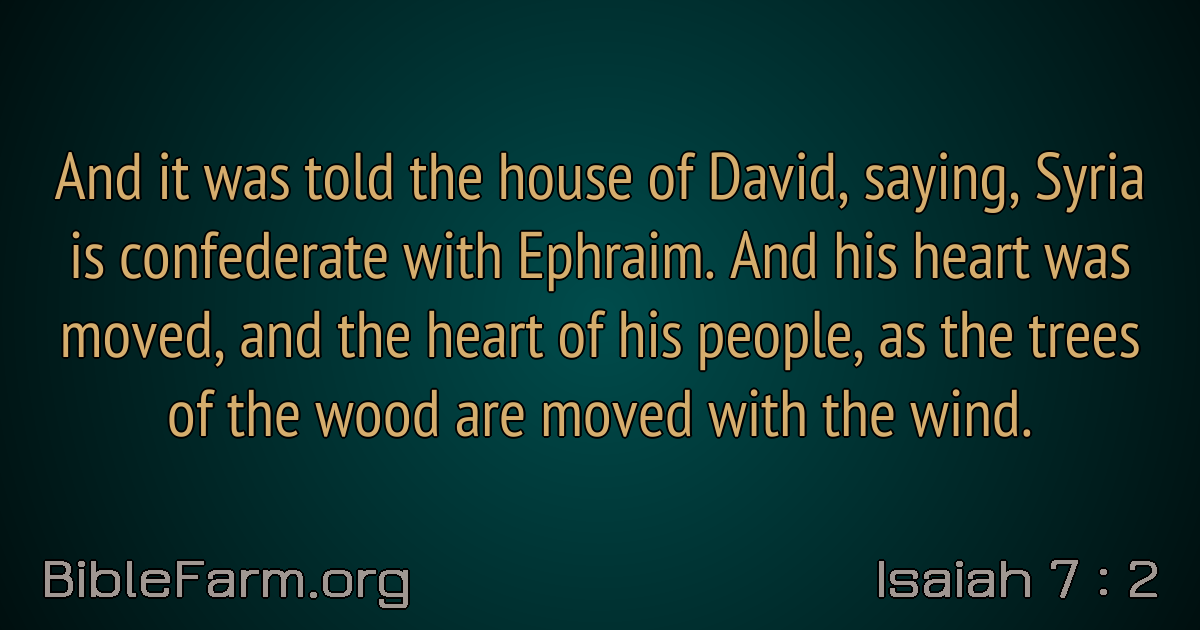 And it was told the house of David, saying, Syria
is confederate with Ephraim. And his heart was
moved, and the heart of his people, as the trees
of the wood are moved with the wind.
BibleFarm.org
Isaiah 7 : 2